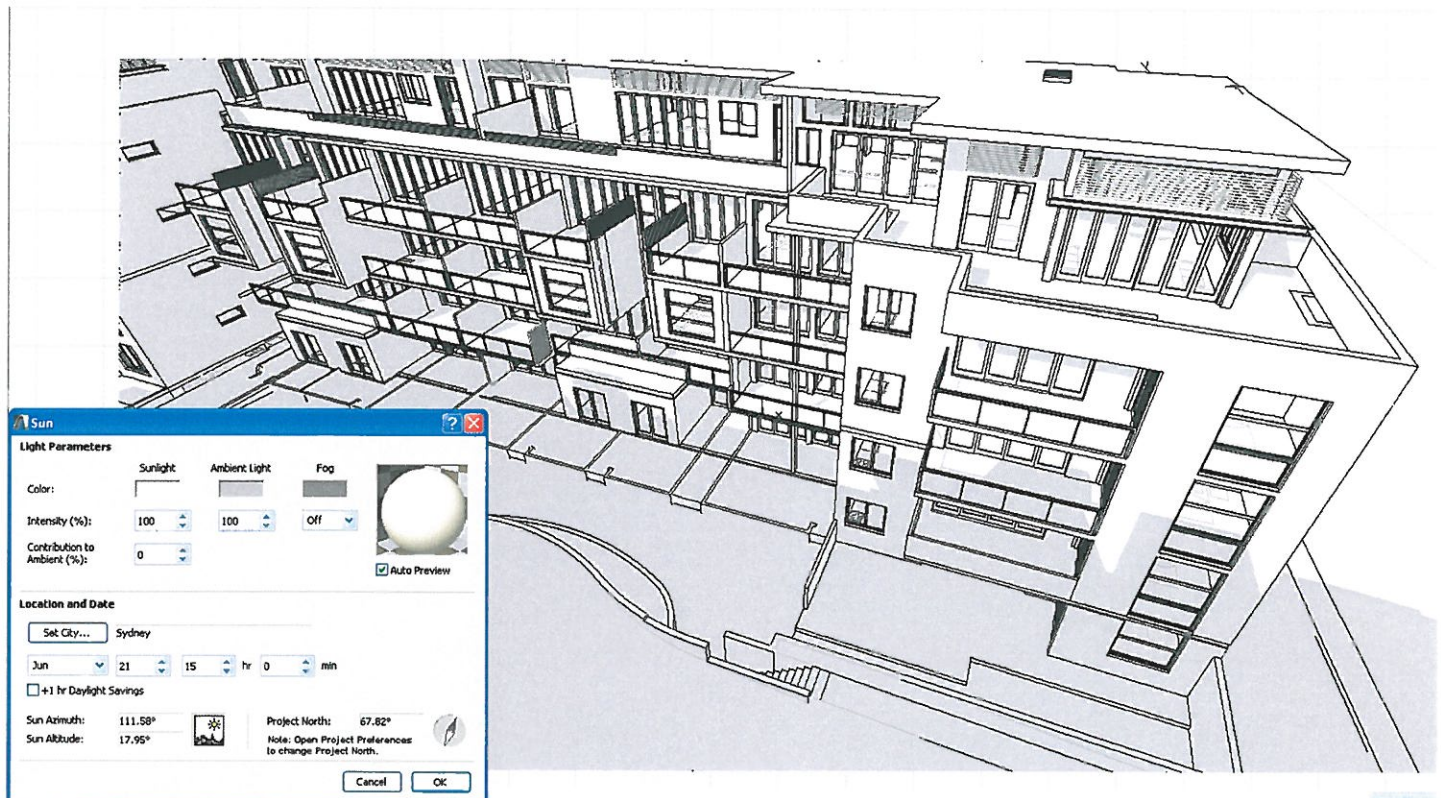 Sun
Light Parameters
Sunlight Ambient Light Fog
Color:
Intensity (%): 100 100 Off
Contribution to
Ambient (%): 0
Auto Preview
Location and Date
Set City... Sydney
Jun 21 15 hr 0 min
+1 hr Daylight Savings
Sun Azimuth: 111.58° Project North: 67.82°
Sun Altitude: 17.95° Note: Open Project Preferences
to change Project North.
Cancel OK